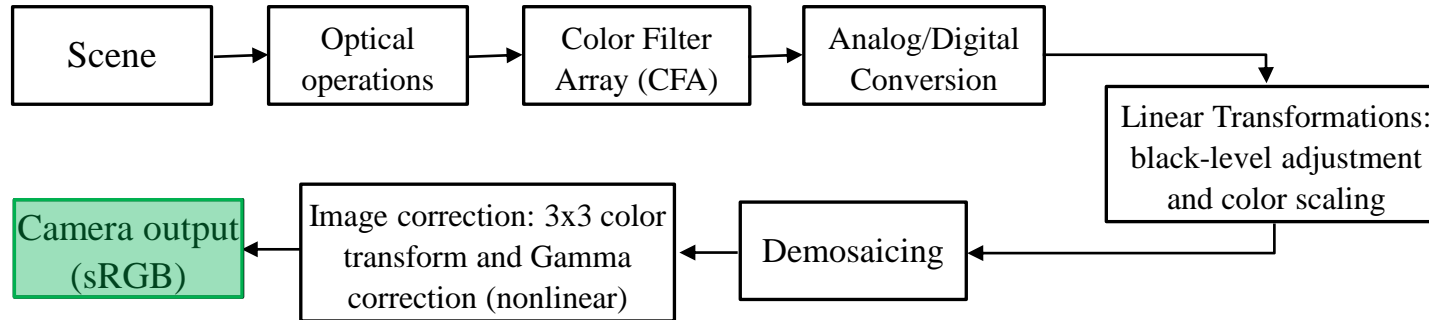 Scene
Optical
operations
Color Filter
Array (CFA)
Analog/Digital
Conversion
Linear Transformations:
black-level adjustment
and color scaling
Demosaicing
Image correction: 3x3 color
transform and Gamma
correction (nonlinear)
Camera output
(sRGB)